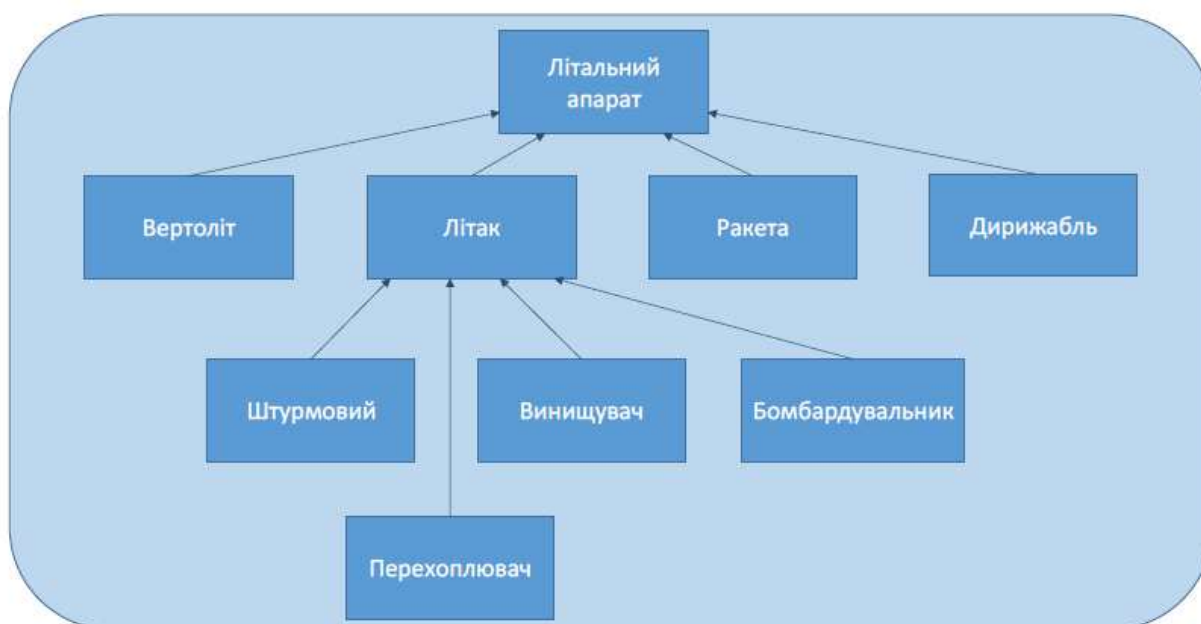 Літальний
апарат
Вертоліт
Літак
Ракета
Дирижабль
Штурмовий
Винищувач
Бомбардувальник
Перехоплювач